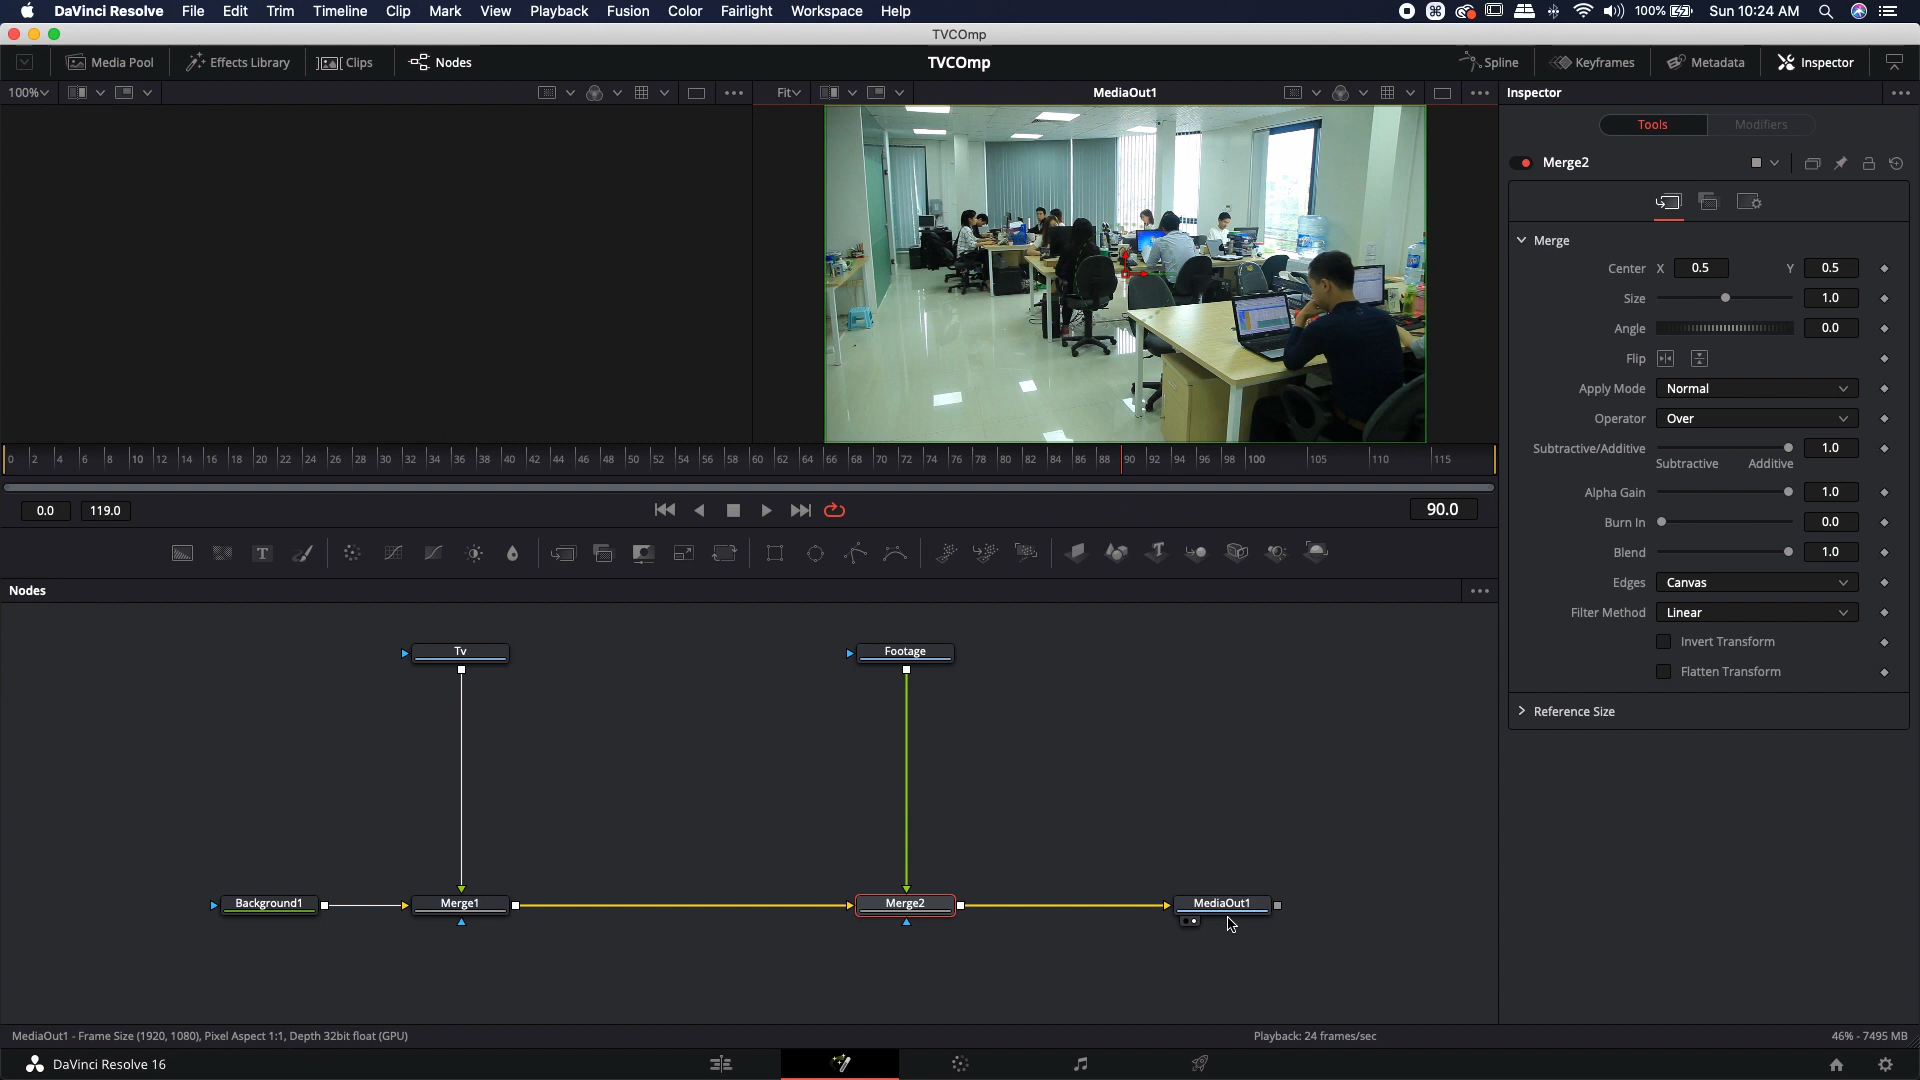 DaVinci Resolve File Edit Trim Timeline Clip Mark View Playback Fusion Color Fairlight Workspace Help 100% Sun 10:24 AM
TVCOmp
Media Pool Effects Library Clips Nodes TVCOmp Spline Keyframes Metadata Inspector
100% Fit MediaOut1 Inspector
Tools Modifiers
Merge2
Merge
Center X 0.5 Y 0.5
Size 1.0
Angle 0.0
Flip
Apply Mode Normal
Operator Over
Subtractive/Additive 1.0
Subtractive Additive
Alpha Gain 1.0
Burn In 0.0
Blend 1.0
Edges Canvas
Filter Method Linear
Invert Transform
Flatten Transform
Reference Size
0 2 4 6 8 10 12 14 16 18 20 22 24 26 28 30 32 34 36 38 40 42 44 46 48 50 52 54 56 58 60 62 64 66 68 70 72 74 76 78 80 82 84 86 88 90 92 94 96 98 100 105 110 115
0.0 119.0 90.0
Nodes
Tv Footage
Background1 Merge1 Merge2 MediaOut1
MediaOut1 - Frame Size (1920, 1080), Pixel Aspect 1:1, Depth 32bit float (GPU) Playback: 24 frames/sec 46% - 7495 MB
DaVinci Resolve 16